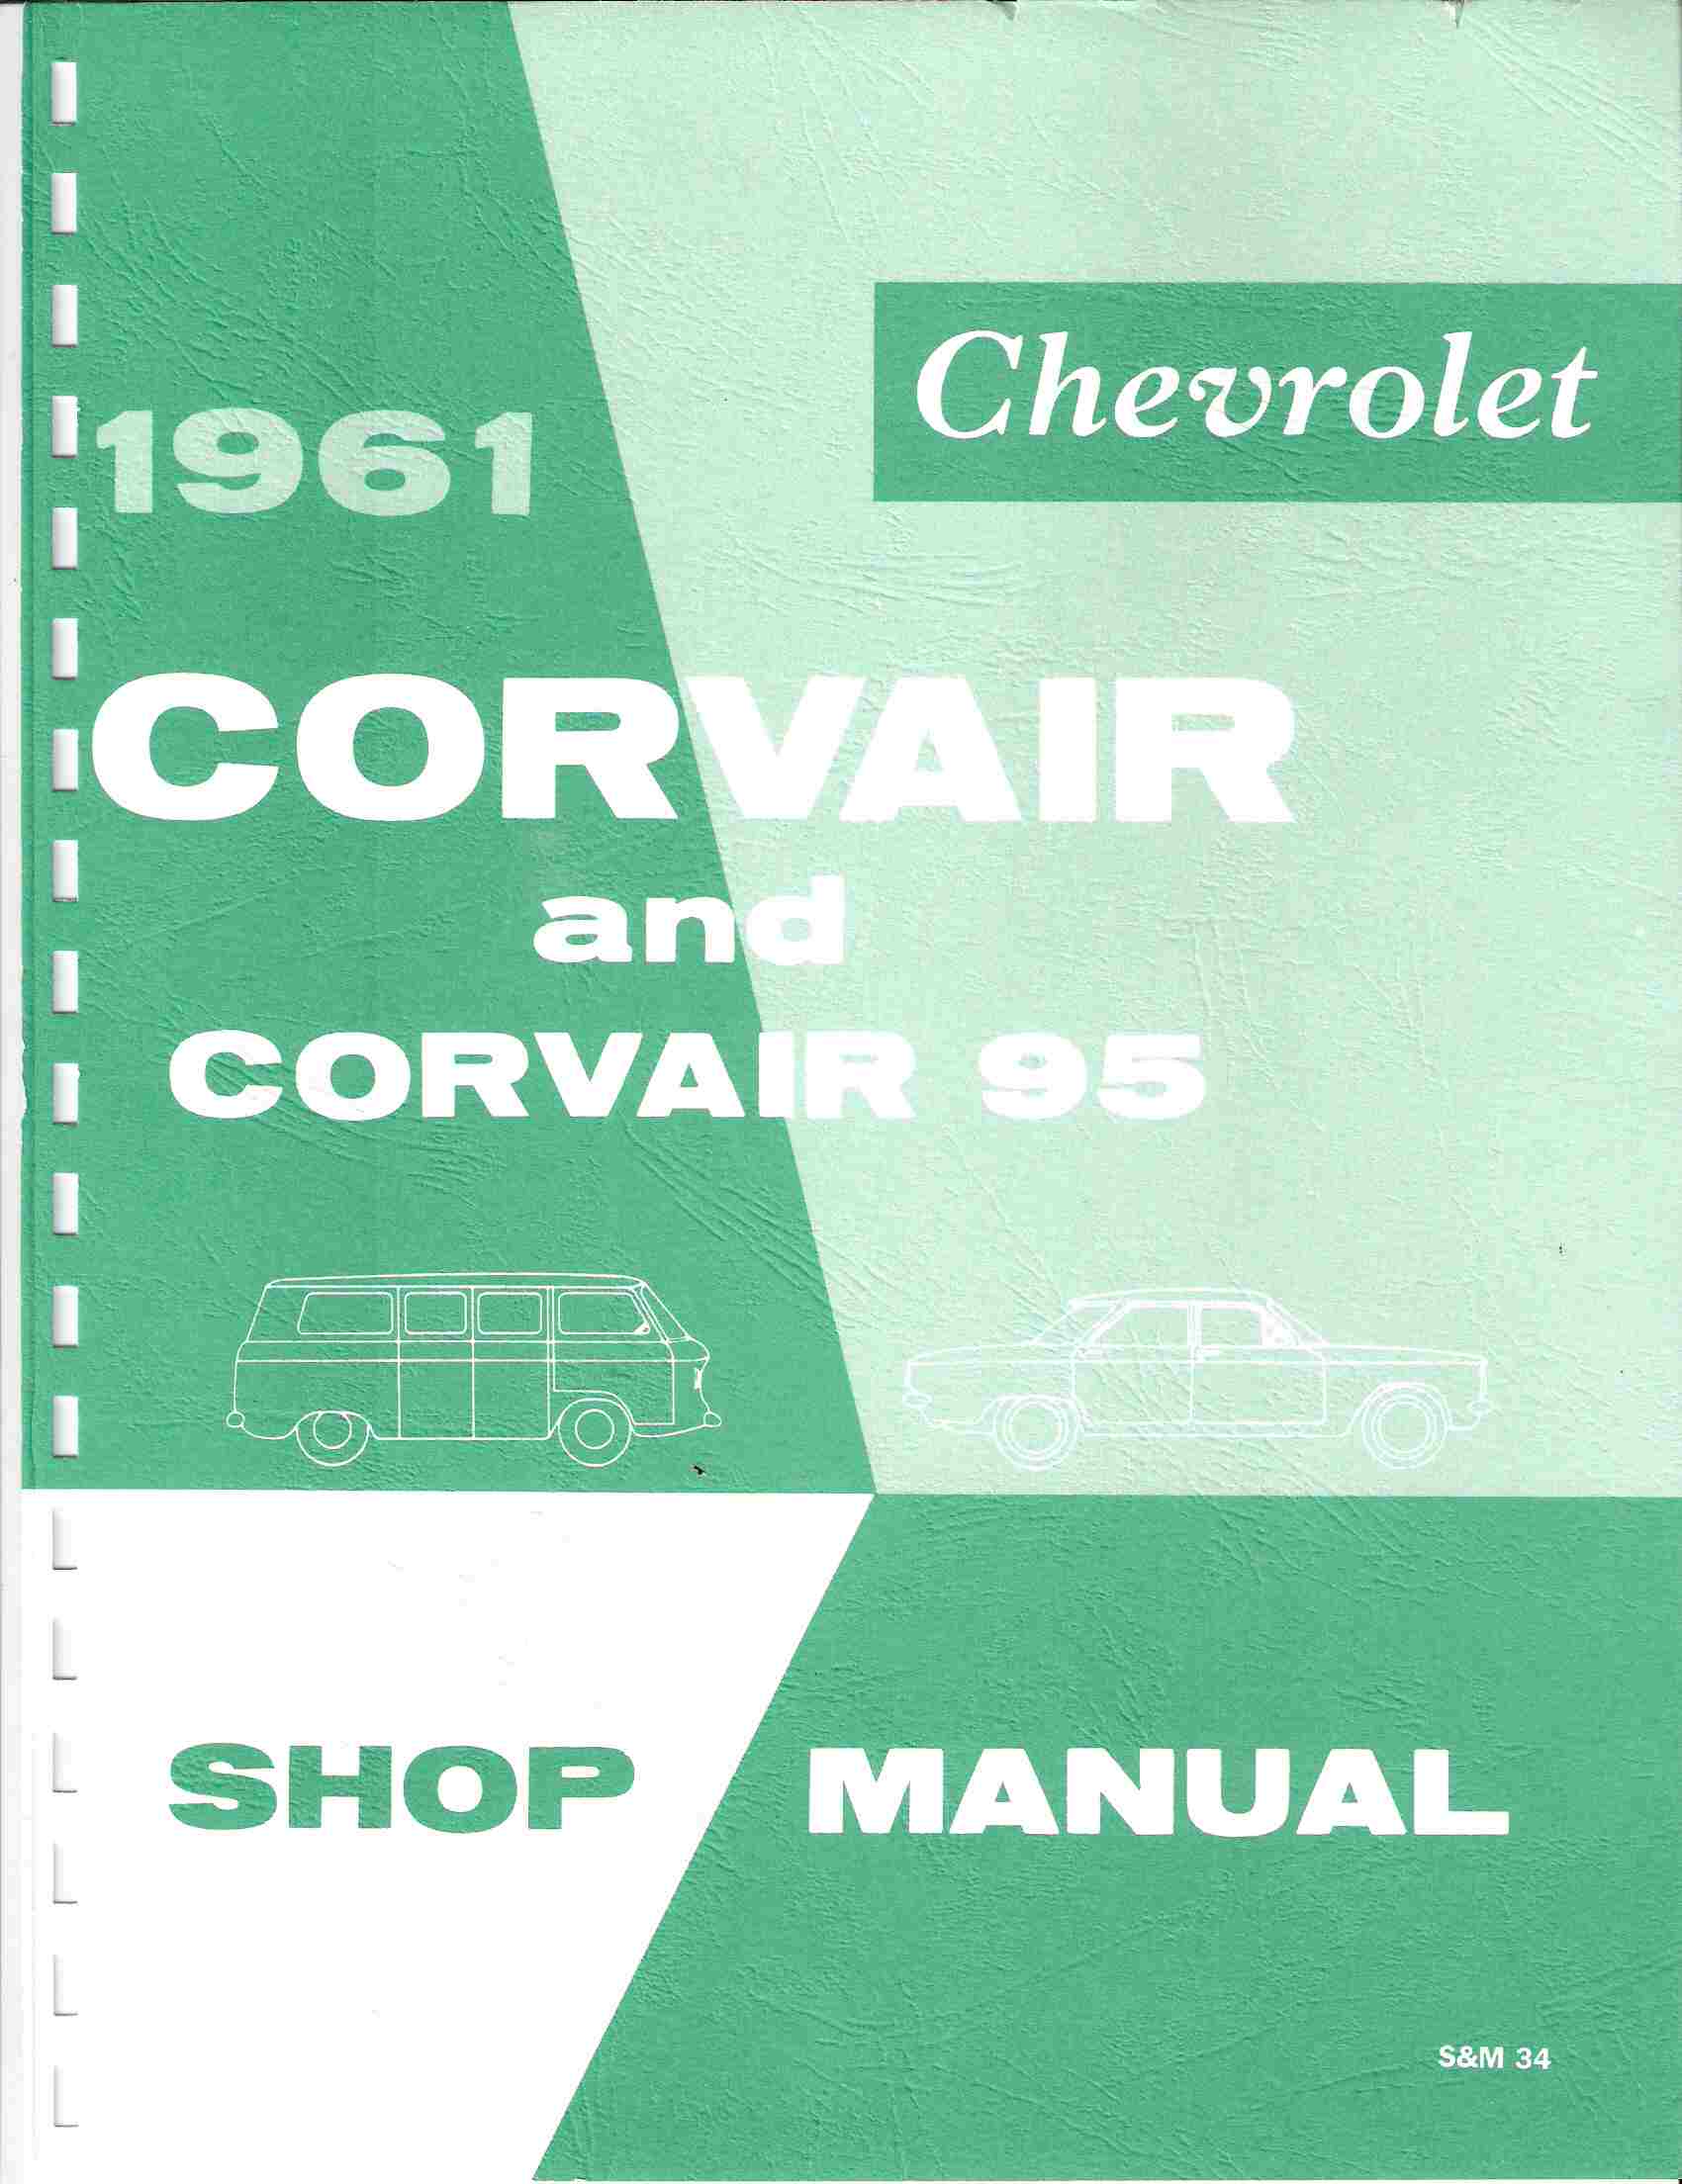 Chevrolet
1961
CORVAIR
and
CORVAIR 95
SHOP MANUAL
S&M 34